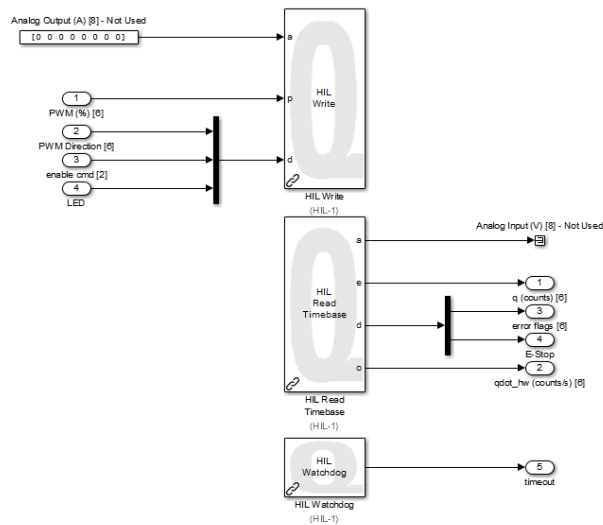 Analog Output (A) [8] - Not Used
[0 0 0 0 0 0 0 0]
a
HIL
Write
1
p
PWM (%) [6]
2
PWM Direction [6]
3
d
enable cmd [2]
4
LED
HIL Write
(HIL-1)
Analog Input (V) [8] - Not Used
a
HIL
Read
Timebase
e
1
q (counts) [6]
d
3
error flags [6]
4
E-Stop
o
2
qdot_hw (counts/s) [6]
HIL Read
Timebase
(HIL-1)
HIL
Watchdog
5
timeout
HIL Watchdog
(HIL-1)